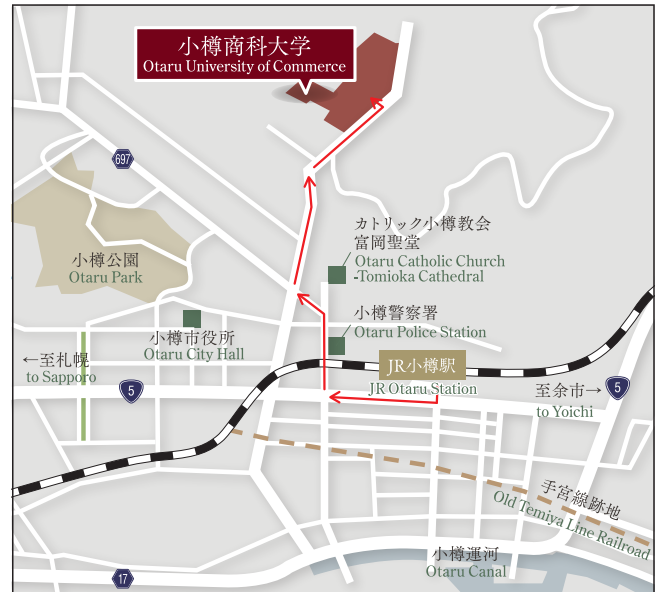 小樽商科大学
Otaru University of Commerce
697
カトリック小樽教会
富岡聖堂
Otaru Catholic Church
-Tomioka Cathedral
小樽公園
Otaru Park
小樽警察署
Otaru Police Station
小樽市役所
Otaru City Hall
←至札幌
to Sapporo
JR小樽駅
JR Otaru Station
5
至余市→
to Yoichi
5
手宮線跡地
Old Temiya Line Railroad
小樽運河
Otaru Canal
17